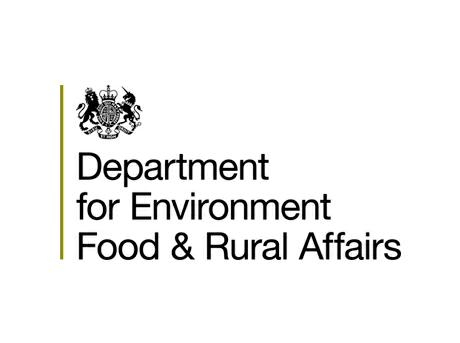 Department
for Environment
Food & Rural Affairs